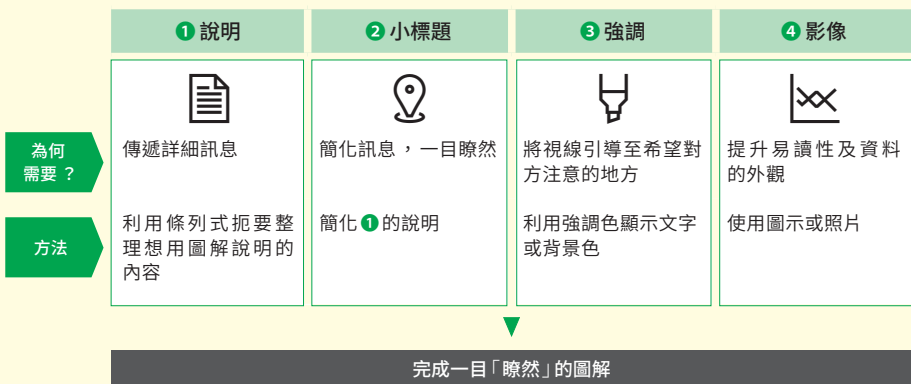 ❶ 說明
❷ 小標題
❸ 強調
❹ 影像
為何
需要？
傳遞詳細訊息
簡化訊息，一目瞭然
將視線引導至希望對
方注意的地方
提升易讀性及資料
的外觀
方法
利用條列式扼要整
理想用圖解說明的
內容
簡化❶的說明
利用強調色顯示文字
或背景色
使用圖示或照片
完成一目「瞭然」的圖解